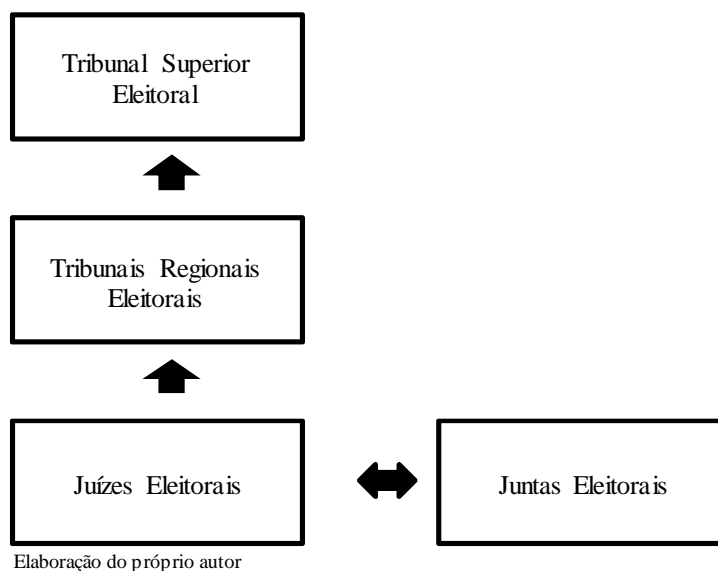 Tribunal Superior
Eleitoral
Tribunais Regionais
Eleitorais
Juízes Eleitorais
Juntas Eleitorais
Elaboração do próprio autor